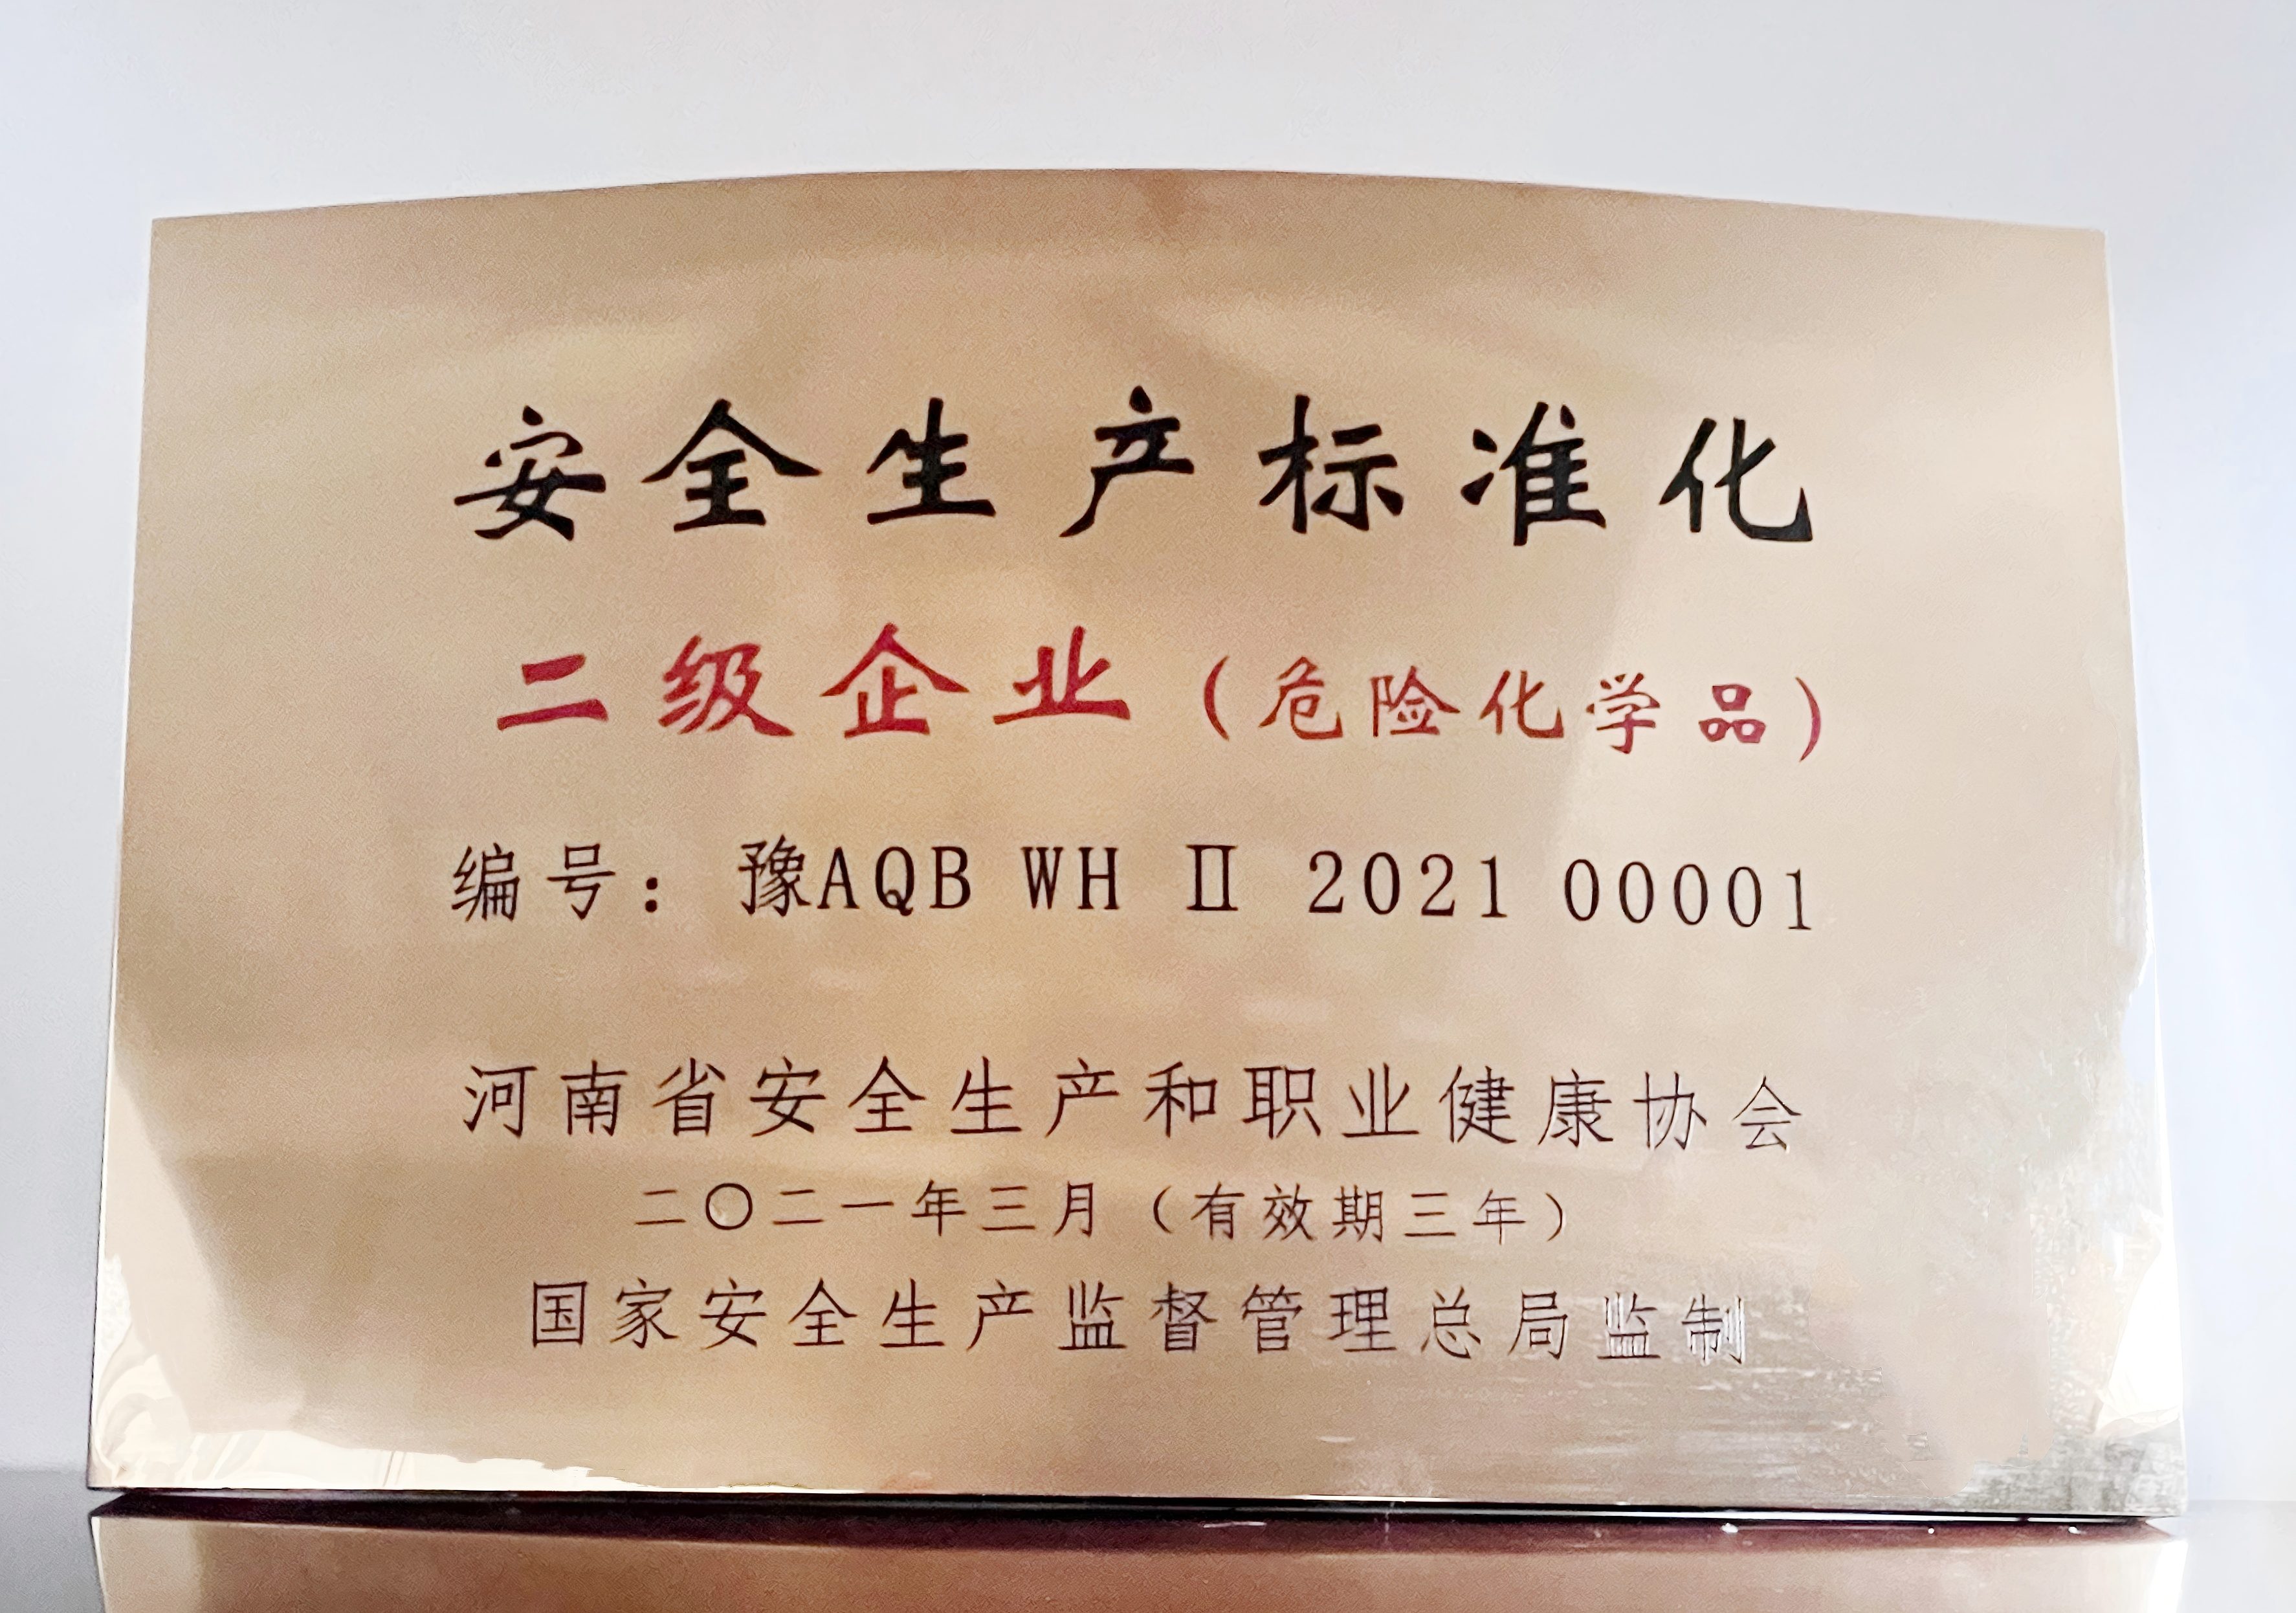 安全生产标准化
二级企业（危险化学品）
编号：豫AQB WH Ⅱ 2021 00001
河南省安全生产和职业健康协会
二〇二一年三月（有效期三年）
国家安全生产监督管理总局监制